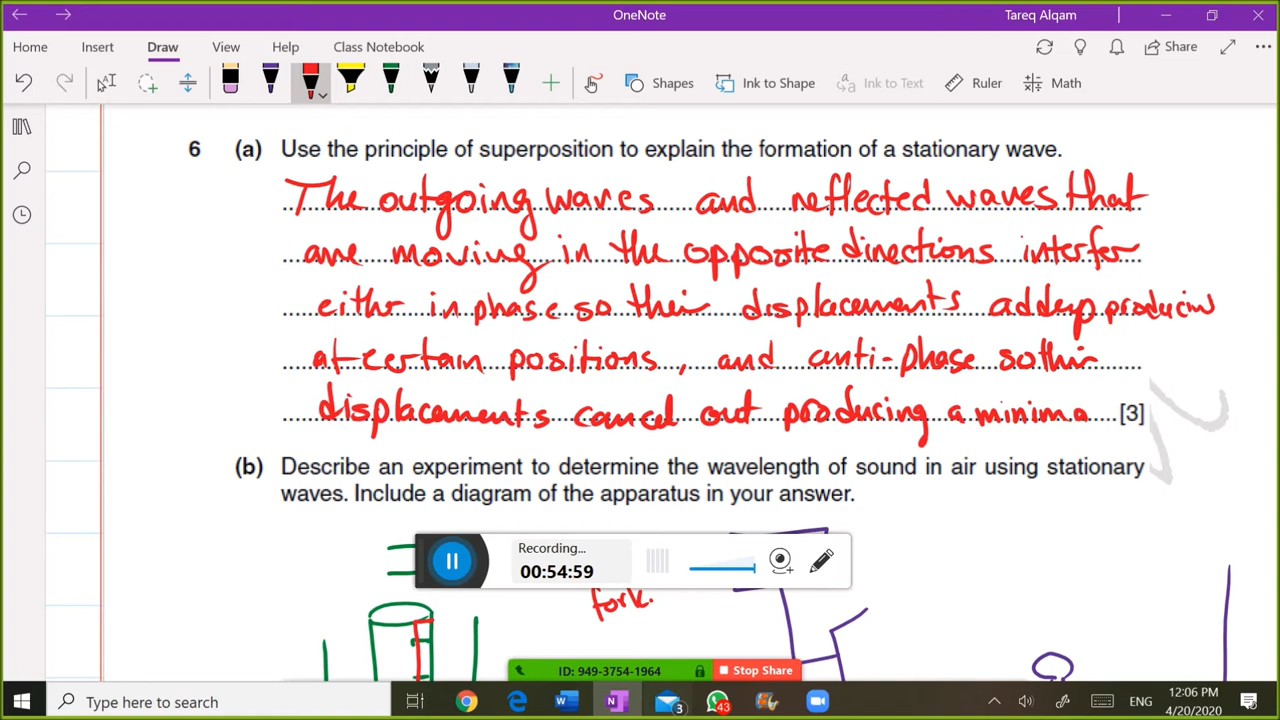 OneNote
Tareq Alqam
Home Insert Draw View Help Class Notebook
Share
Shapes Ink to Shape Ink to Text Ruler Math
6 (a) Use the principle of superposition to explain the formation of a stationary wave.
The outgoing waves and reflected waves that
are moving in the opposite directions interfer
either in phase so their displacements add up producing
at certain positions, and anti-phase so their
displacements cancel out producing a minima [3]
(b) Describe an experiment to determine the wavelength of sound in air using stationary
waves. Include a diagram of the apparatus in your answer.
Recording...
00:54:59
fork.
ID: 949-3754-1964 Stop Share
Type here to search
3
43
ENG
12:06 PM
4/20/2020